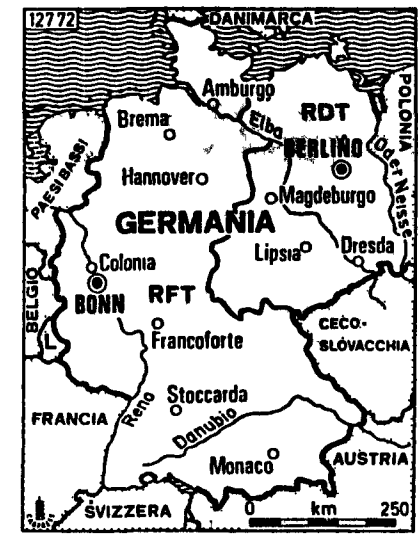 12772
DANIMARCA
Amburgo
RDT
POLONIA
Brema
Elba
BERLINO
Oder Neisse
PAESI BASSI
Hannover
Magdeburgo
GERMANIA
Lipsia
Dresda
Colonia
BELGIO
BONN
RFT
L.
Francoforte
CECO-
SLOVACCHIA
Stoccarda
FRANCIA
Reno
Danubio
Monaco
AUSTRIA
SVIZZERA
0 km 250